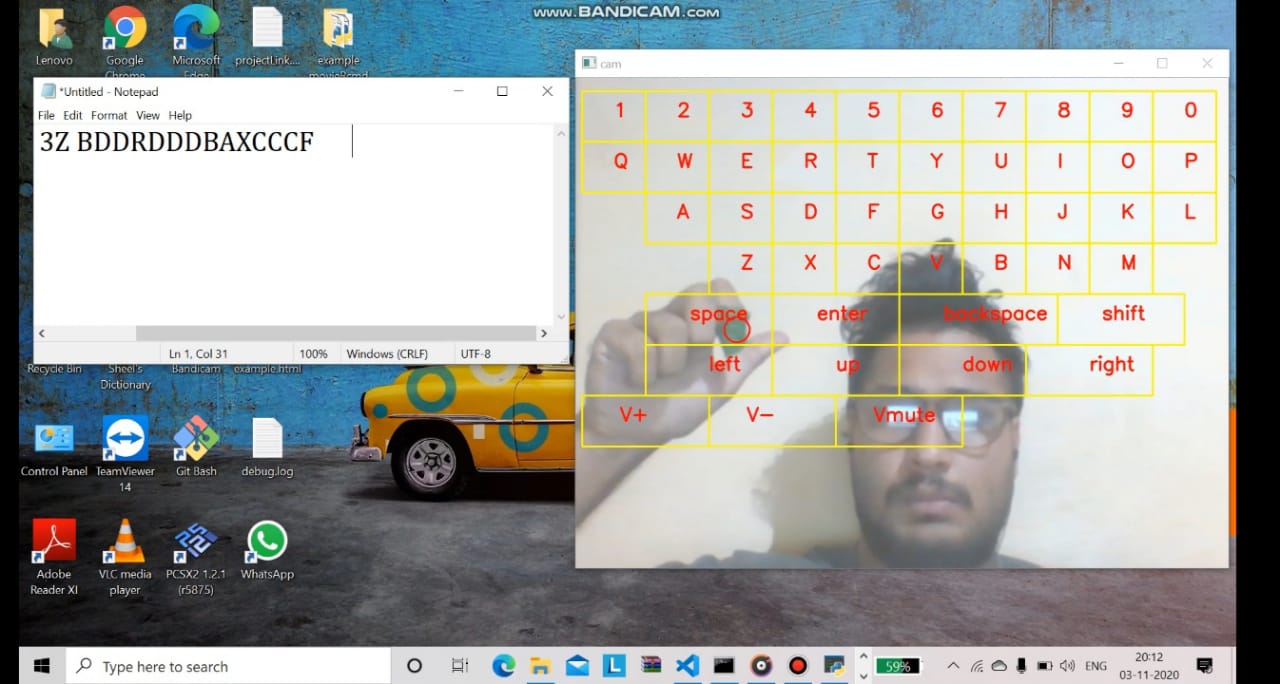 www.BANDICAM.com
Lenovo
Google Chrome
Microsoft Edge
projectLink....
example
cam
*Untitled - Notepad
File Edit Format View Help
3Z BDDRDDDBAXCCCF
Ln 1, Col 31 100% Windows (CRLF) UTF-8
1 2 3 4 5 6 7 8 9 0
Q W E R T Y U I O P
A S D F G H J K L
Z X C V B N M
space enter backspace shift
left up down right
V+ V- Vmute
Recycle Bin
Sheel's Dictionary
Bandicam
example.html
Control Panel
TeamViewer 14
Git Bash
debug.log
Adobe Reader XI
VLC media player
PCSX2 1.2.1 (r5875)
WhatsApp
Type here to search
59%
ENG
20:12
03-11-2020